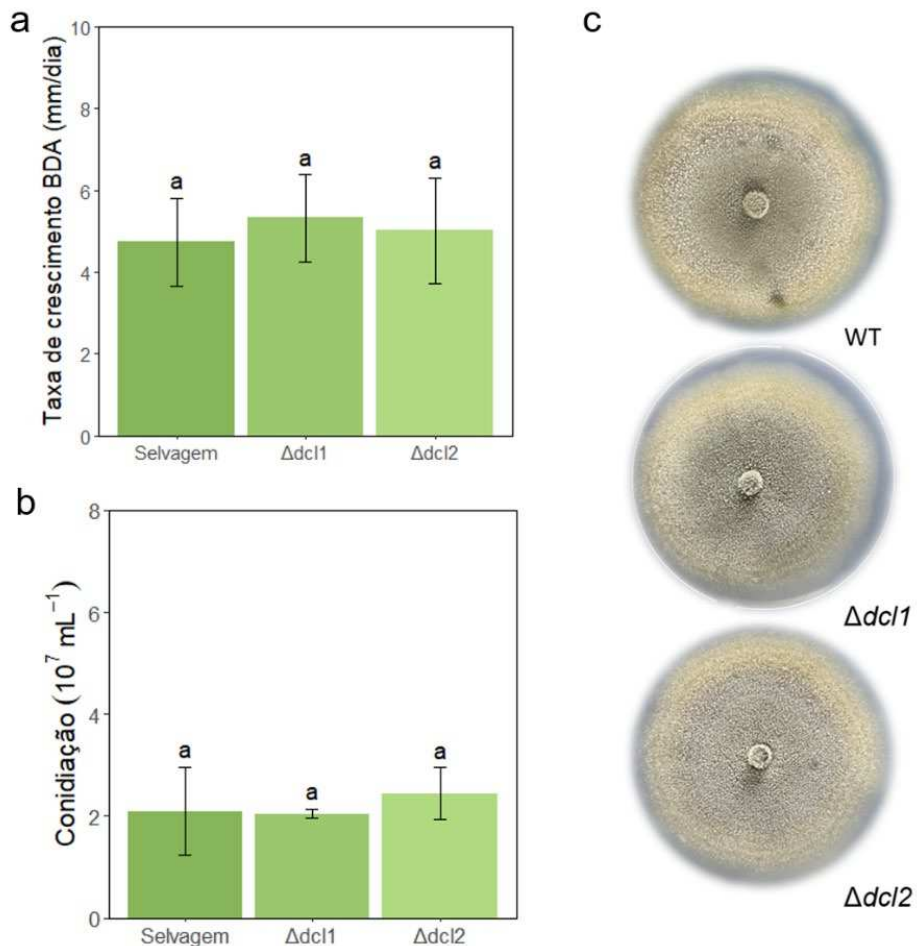 a
Taxa de crescimento BDA (mm/dia)
10
8
6
4
2
0
a
a
a
Selvagem
Δdcl1
Δdcl2
b
Conidiação (10⁷ mL⁻¹)
8
6
4
2
0
a
a
a
Selvagem
Δdcl1
Δdcl2
c
WT
Δdcl1
Δdcl2